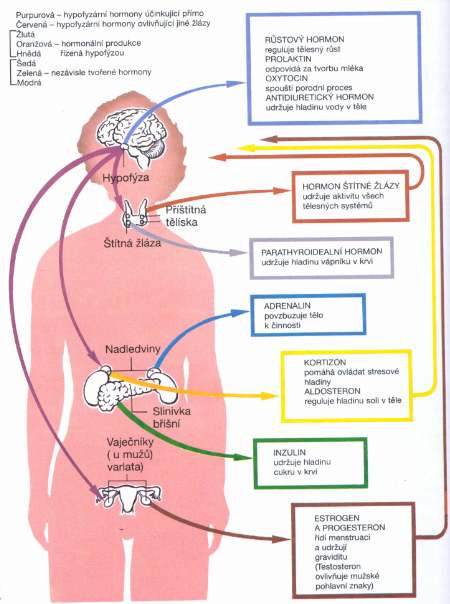 Purpurová – hypofyzární hormony účinkující přímo
Červená – hypofyzární hormony ovlivňující jiné žlázy
Žlutá
Oranžová – hormonální produkce
Hnědá řízená hypofýzou
Šedá
Zelená – nezávisle tvořené hormony
Modrá
RŮSTOVÝ HORMON
reguluje tělesný růst
PROLAKTIN
odpovídá za tvorbu mléka
OXYTOCIN
spouští porodní proces
ANTIDIURETICKÝ HORMON
udržuje hladinu vody v těle
Hypofýza
HORMON ŠTÍTNÉ ŽLÁZY
udržuje aktivitu všech
tělesných systémů
Příštítná
tělíska
Štítná žláza
PARATHYROIDEALNÍ HORMON
udržuje hladinu vápníku v krvi
ADRENALIN
povzbuzuje tělo
k činnosti
Nadledviny
KORTIZON
pomáhá ovládat stresové
hladiny
ALDOSTERON
reguluje hladinu soli v těle
Slinivka
břišní
Vaječníky
( u mužů)
varlata)
INZULIN
udržuje hladinu
cukru v krvi
ESTROGEN
A PROGESTERON
řídí menstruaci
a udržují
graviditu
(Testosteron
ovlivňuje mužské
pohlavní znaky)